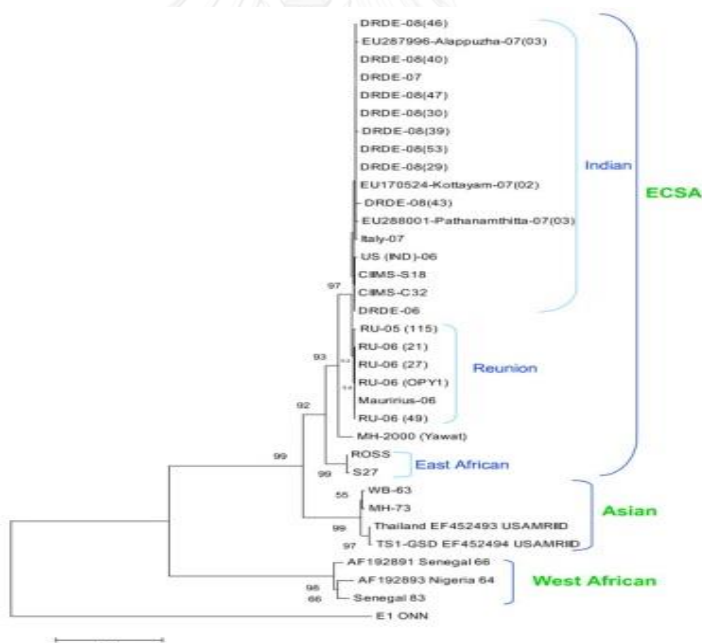 DRDE-08(46)
EU287996-Alappuzha-07(03)
DRDE-08(40)
DRDE-07
DRDE-08(47)
DRDE-08(30)
DRDE-08(39)
DRDE-08(53)
DRDE-08(29)
Indian
EU170524-Kottayam-07(02)
ECSA
DRDE-08(43)
EU288001-Pathanamthitta-07(03)
Italy-07
US (IND)-06
CIIMS-S18
97
CIIMS-C32
DRDE-06
RU-05 (115)
RU-06 (21)
93
RU-06 (27)
Reunion
RU-06 (OPY1)
Mauririus-06
92
RU-06 (49)
MH-2000 (Yawat)
99
ROSS
East African
99
S27
55
WB-63
MH-73
Asian
99
Thailand EF452493 USAMRIID
97
TS1-GSD EF452494 USAMRIID
AF192891 Senegal 66
West African
98
AF192893 Nigeria 64
66
Senegal 83
E1 ONN